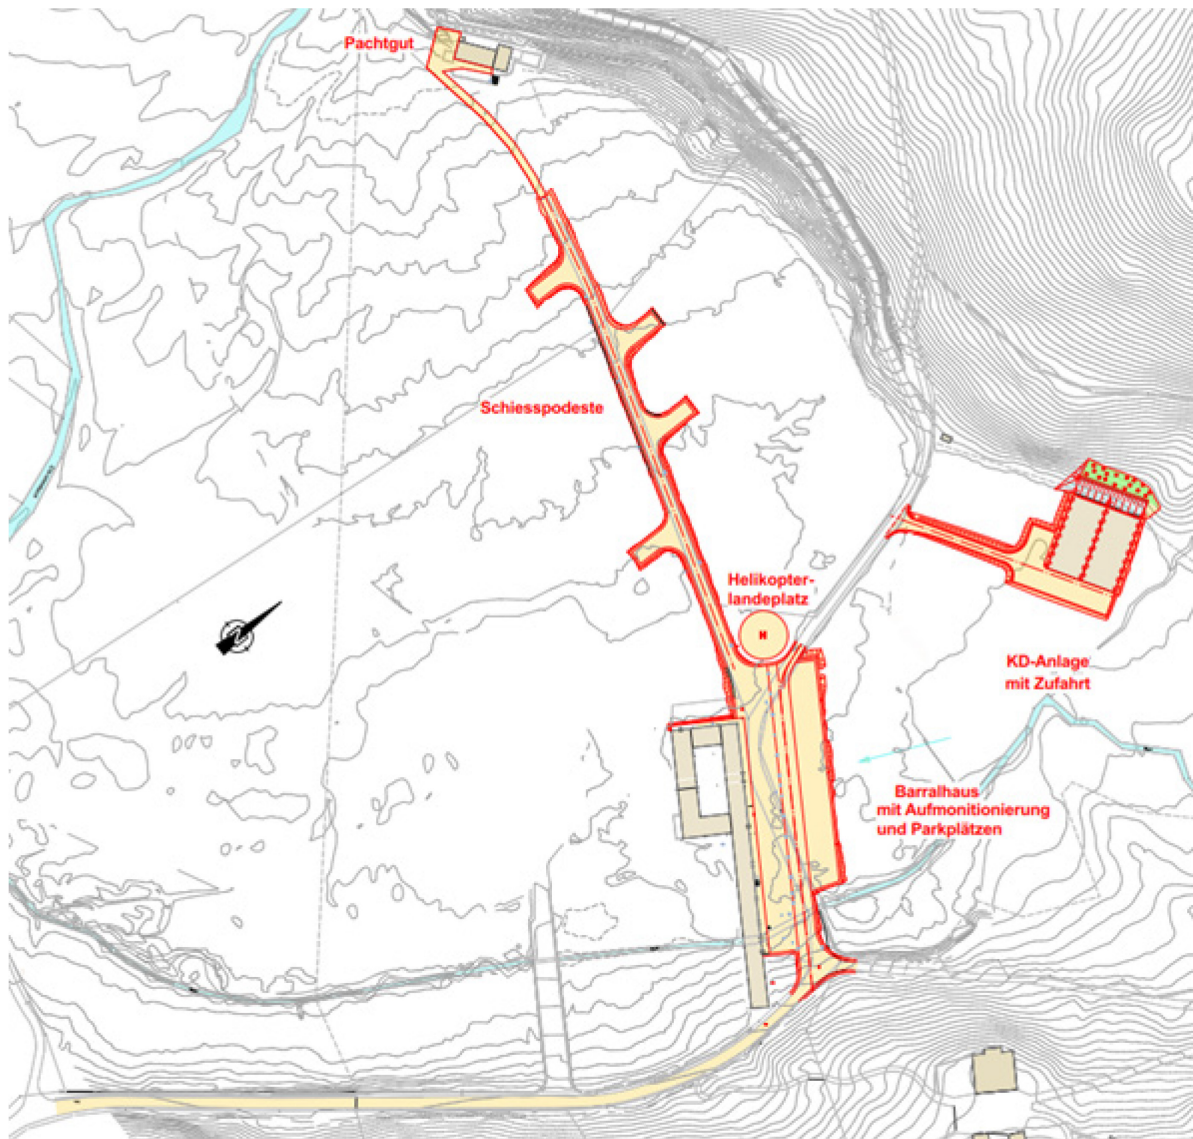 Pachtgut
Schiesspodeste
Helikopter-
landeplatz
H
KD-Anlage
mit Zufahrt
Barralhaus
mit Aufmonitionierung
und Parkplätzen